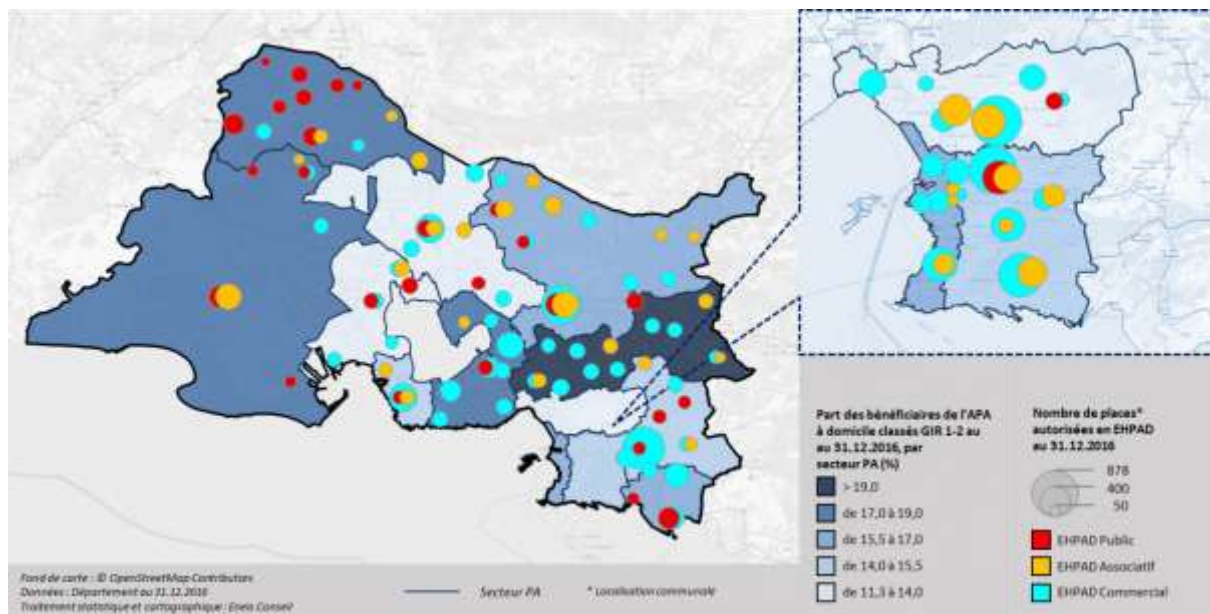 Part des bénéficiaires de l'APA
à domicile classés GIR 1-2 au
au 31.12.2016, par
secteur PA (%)
> 19,0
de 17,0 à 19,0
de 15,5 à 17,0
de 14,0 à 15,5
de 11,3 à 14,0
Nombre de places*
autorisées en EHPAD
au 31.12.2016
878
400
50
EHPAD Public
EHPAD Associatif
EHPAD Commercial
Fond de carte : © OpenStreetMap Contributors
Données : Département au 31.12.2016
Traitement statistique et cartographique : Eneis Conseil
Secteur PA
* Localisation communale